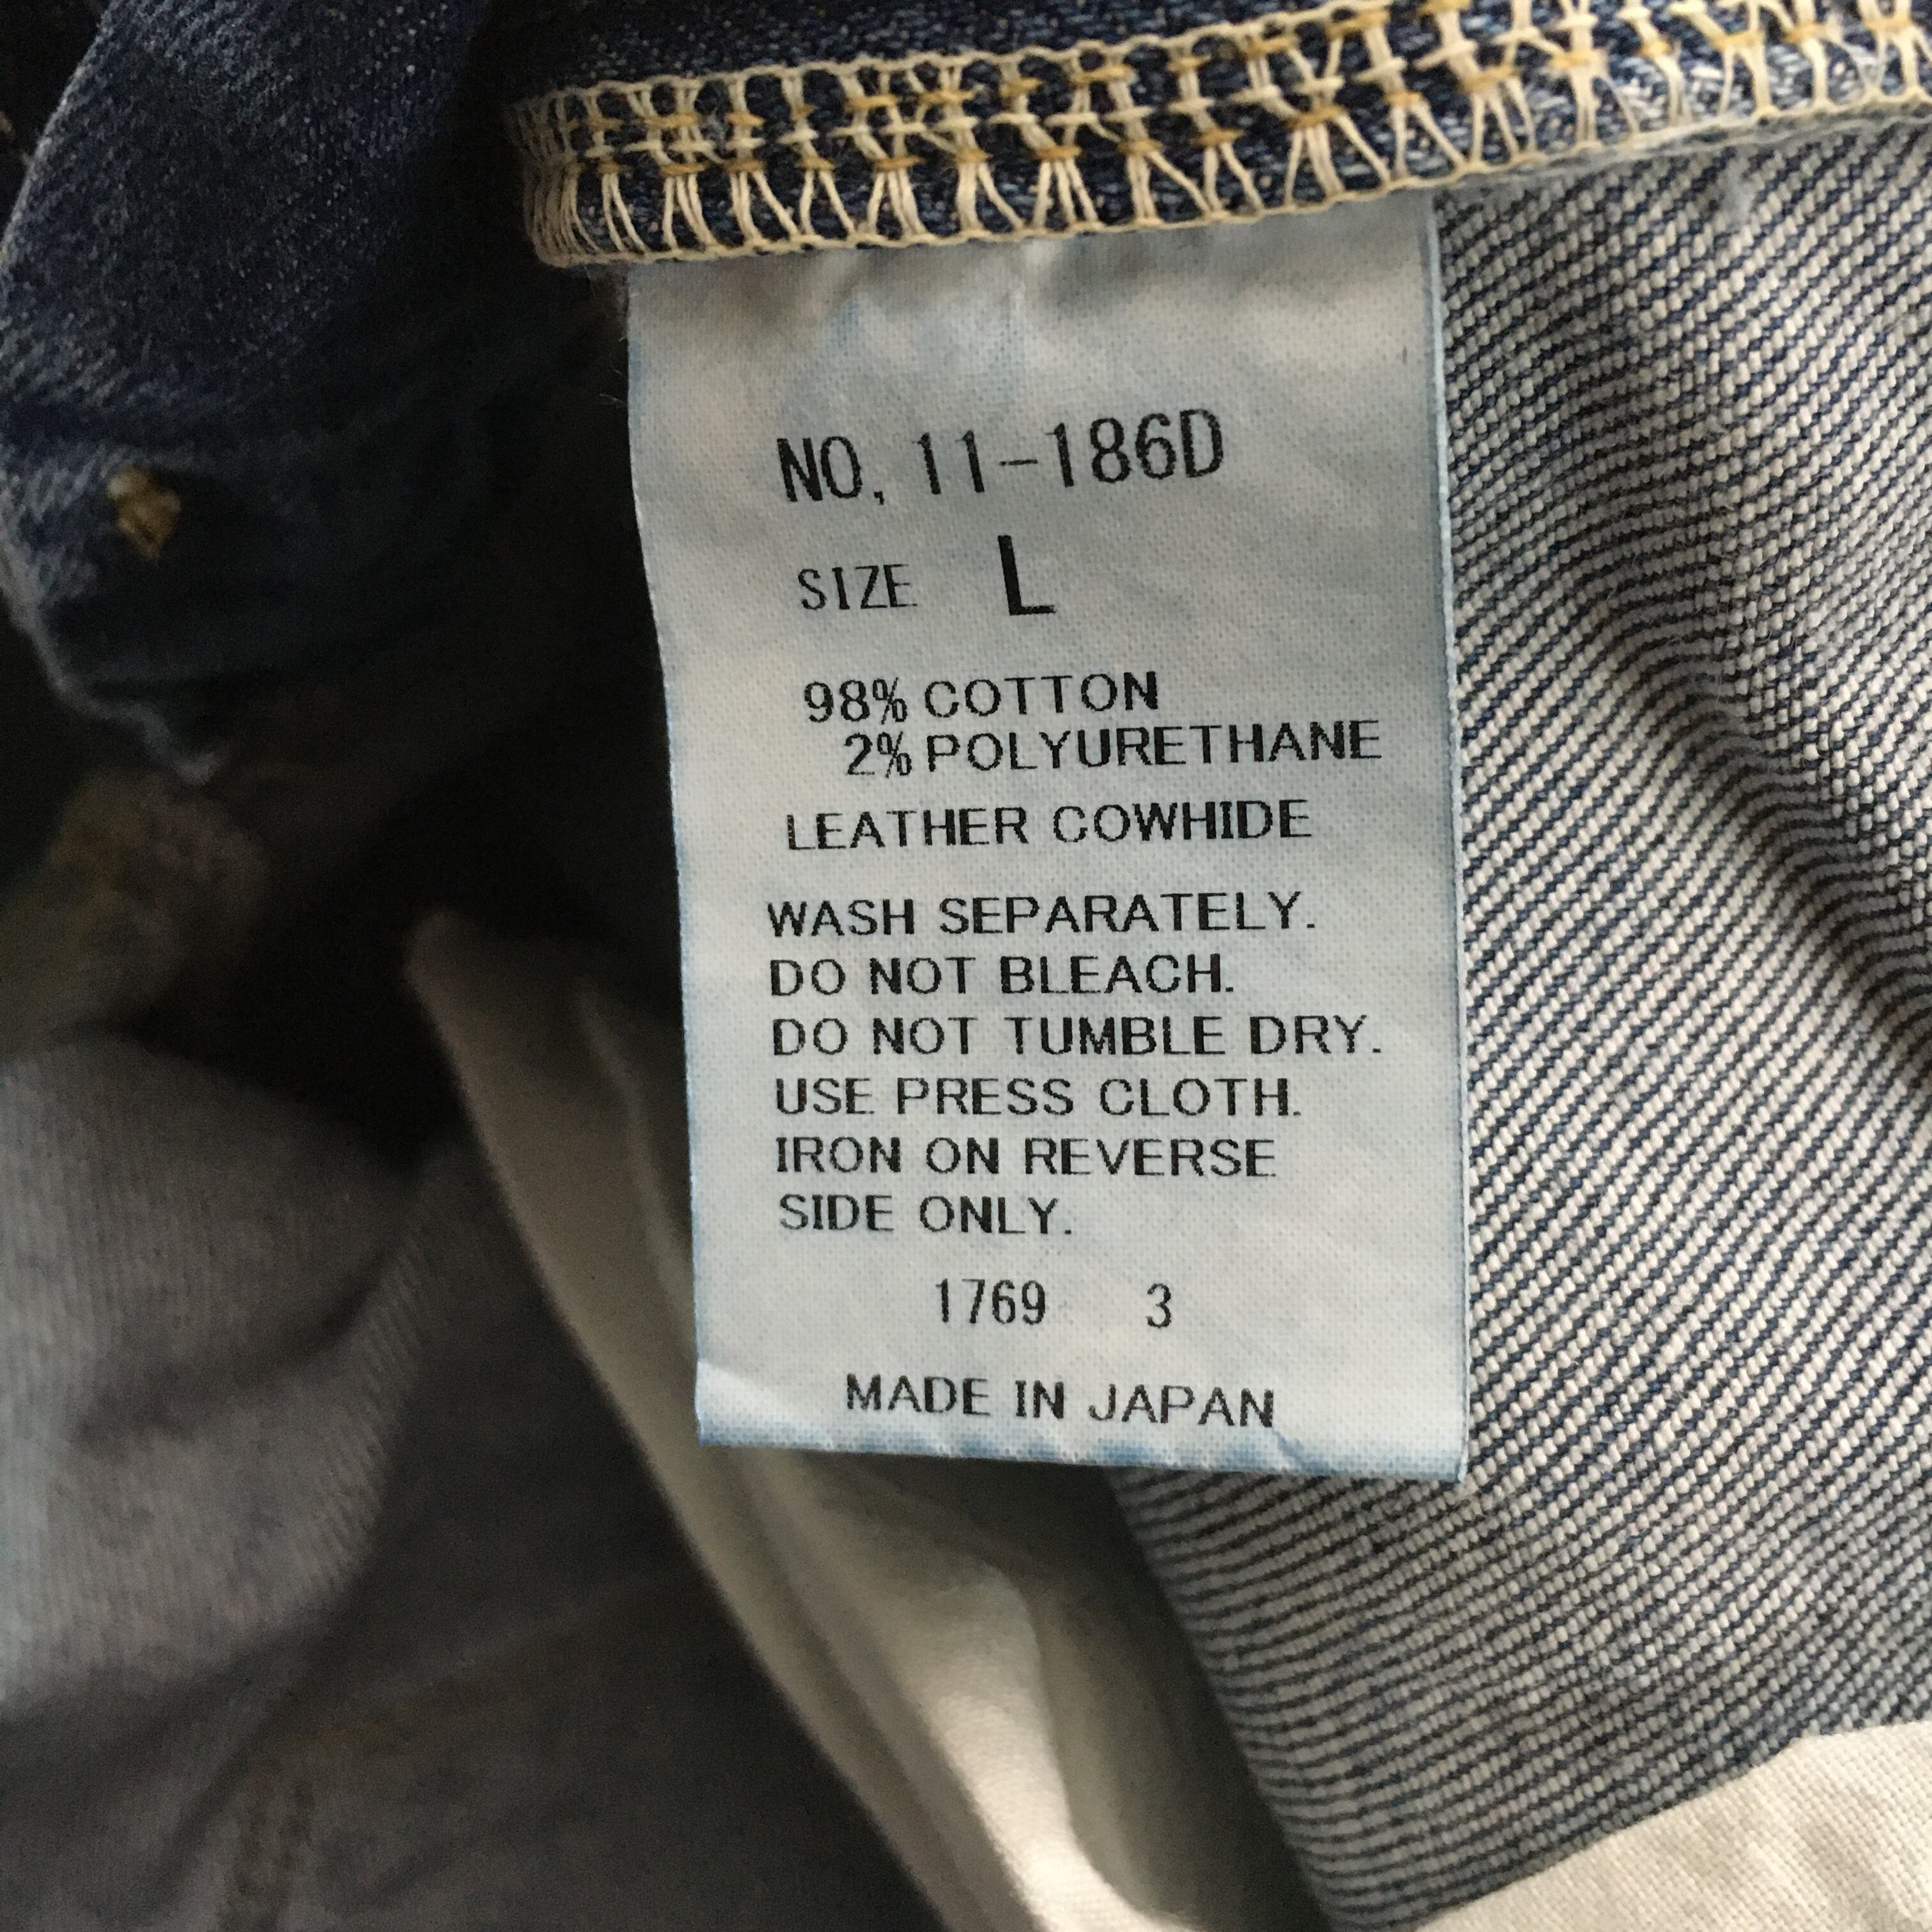 NO, 11-186D
SIZE L
98% COTTON
2% POLYURETHANE
LEATHER COWHIDE
WASH SEPARATELY.
DO NOT BLEACH.
DO NOT TUMBLE DRY.
USE PRESS CLOTH.
IRON ON REVERSE
SIDE ONLY.
1769 3
MADE IN JAPAN